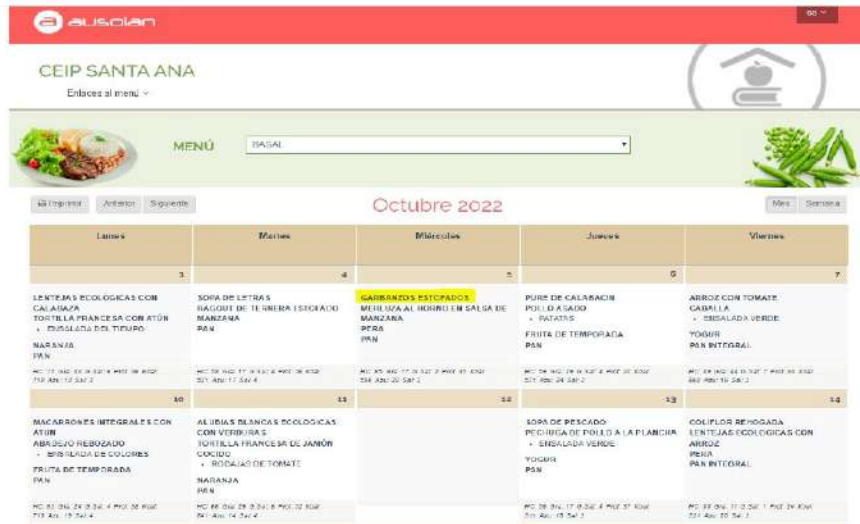 ausolan
CEIP SANTA ANA
Enlaces al menú
MENÚ
BASAL
Imprimir Anterior Siguiente
Octubre 2022
Mes Semana
Lunes Martes Miércoles Jueves Viernes
3 4 5 6 7
LENTEJAS ECOLÓGICAS CON
CALABAZA
TORTILLA FRANCESA CON ATÚN
ENSALADA DEL TIEMPO
NARANJA
PAN
SOPA DE LETRAS
RAGOUT DE TERNERA ESTOFADO
MANZANA
PAN
GARBANZOS ESTOFADOS
MERLUZA AL HORNO EN SALSA DE
MANZANA
PERA
PAN
PURE DE CALABACIN
POLLO ASADO
PATATAS
FRUTA DE TEMPORADA
PAN
ARROZ CON TOMATE
CABALLA
ENSALADA VERDE
YOGUR
PAN INTEGRAL
10 11 12 13 14
MACARRONES INTEGRALES CON
ATUN
ABADEJO REBOZADO
ENSALADA DE COLORES
FRUTA DE TEMPORADA
PAN
ALUBIAS BLANCAS ECOLOGICAS
CON VERDURAS
TORTILLA FRANCESA DE JAMÓN
COCIDO
RODAJAS DE TOMATE
NARANJA
PAN
SOPA DE PESCADO
PECHUGA DE POLLO A LA PLANCHA
ENSALADA VERDE
YOGUR
PAN
COLIFLOR REHOGADA
LENTEJAS ECOLOGICAS CON
ARROZ
PERA
PAN INTEGRAL